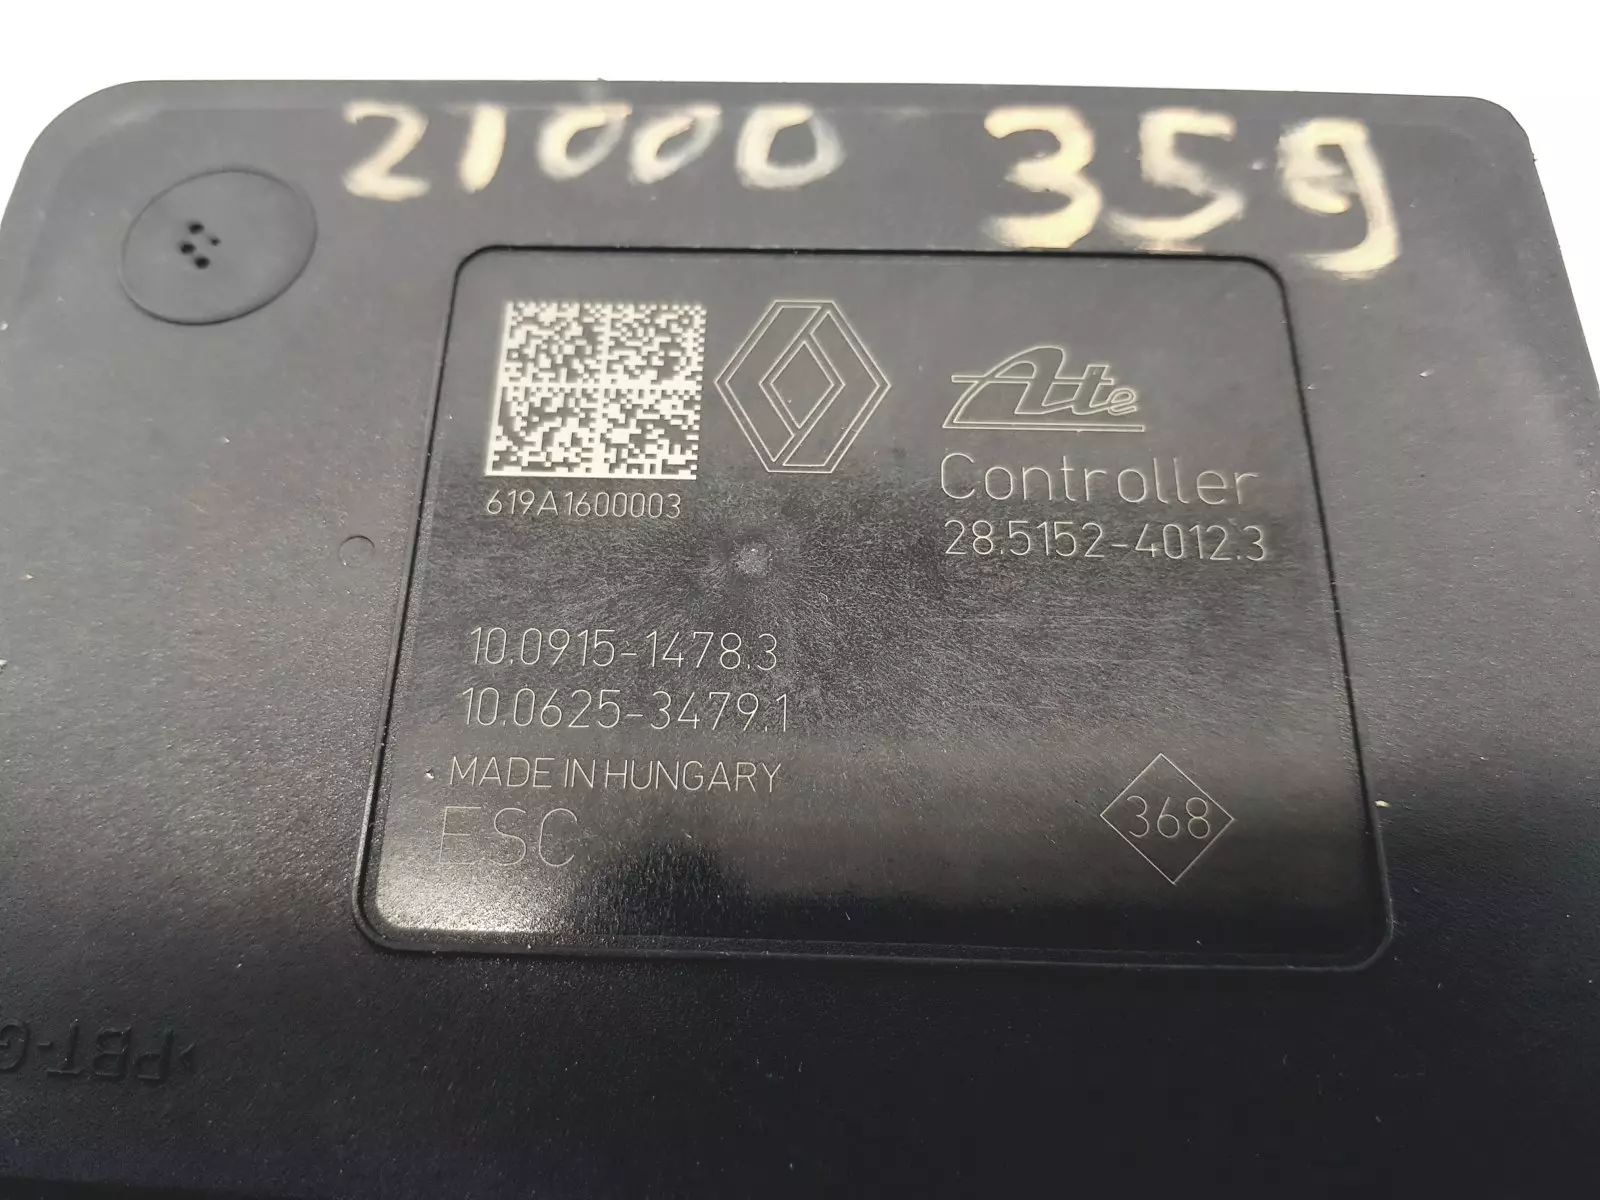 21000 359
Ate
619A1600003
Controller
28.5152-4012.3
10.0915-1478.3
10.0625-3479.1
MADE IN HUNGARY
ESC
368
>PBT-G